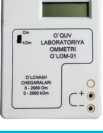 Om
kOm
O'QUV
LABORATORIYA
OMMETRI
O'LOM-01
O'LCHASH
CHEGARALARI
0 - 2000 Om
0 - 2000 kOm